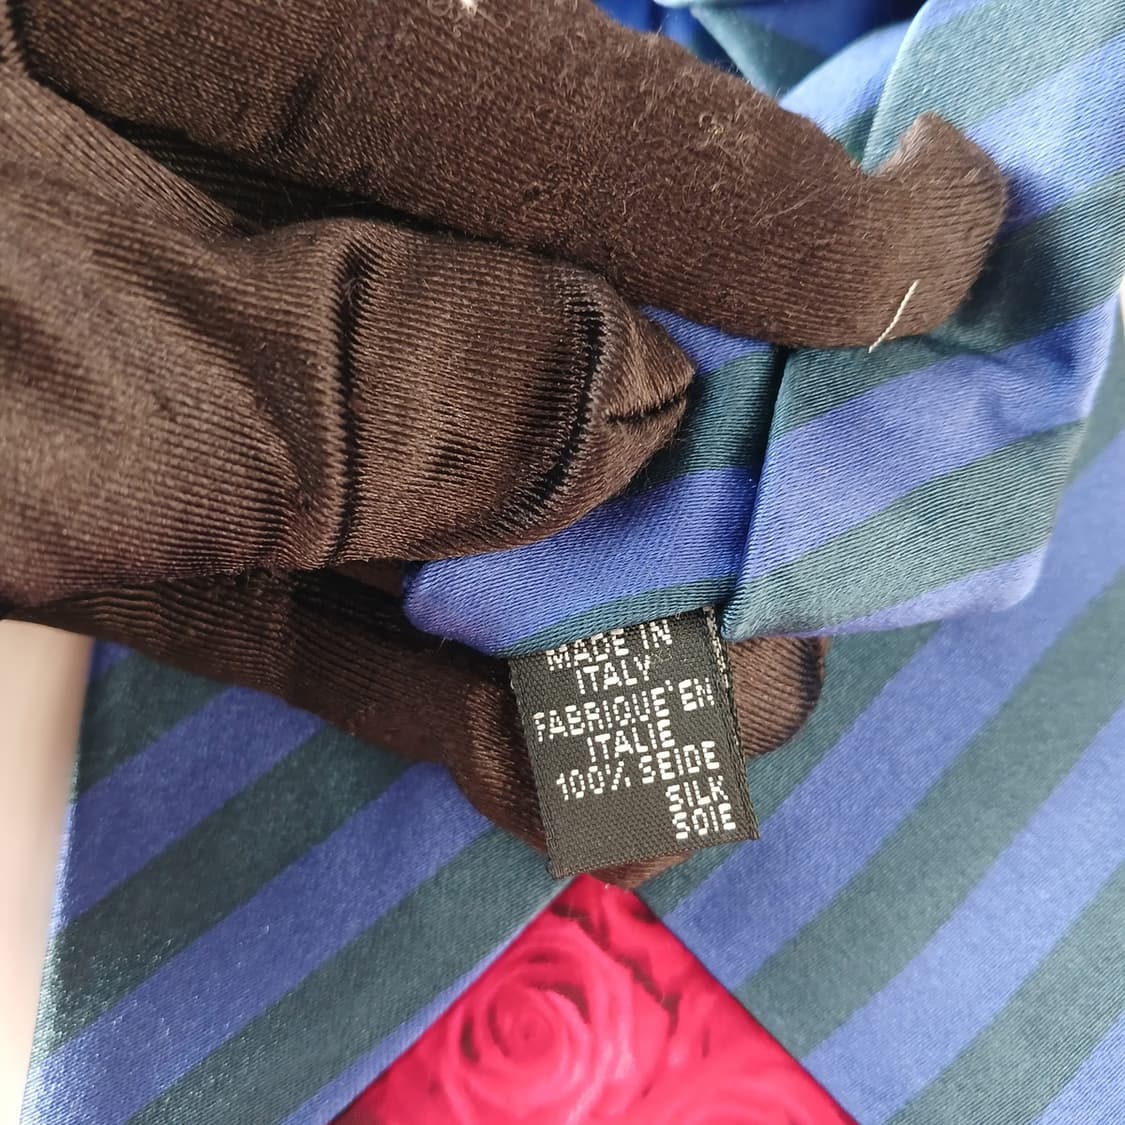 MADE IN
ITALY
FABRIQUE' EN
ITALIE
100% SEIDE
SILK
SOIE